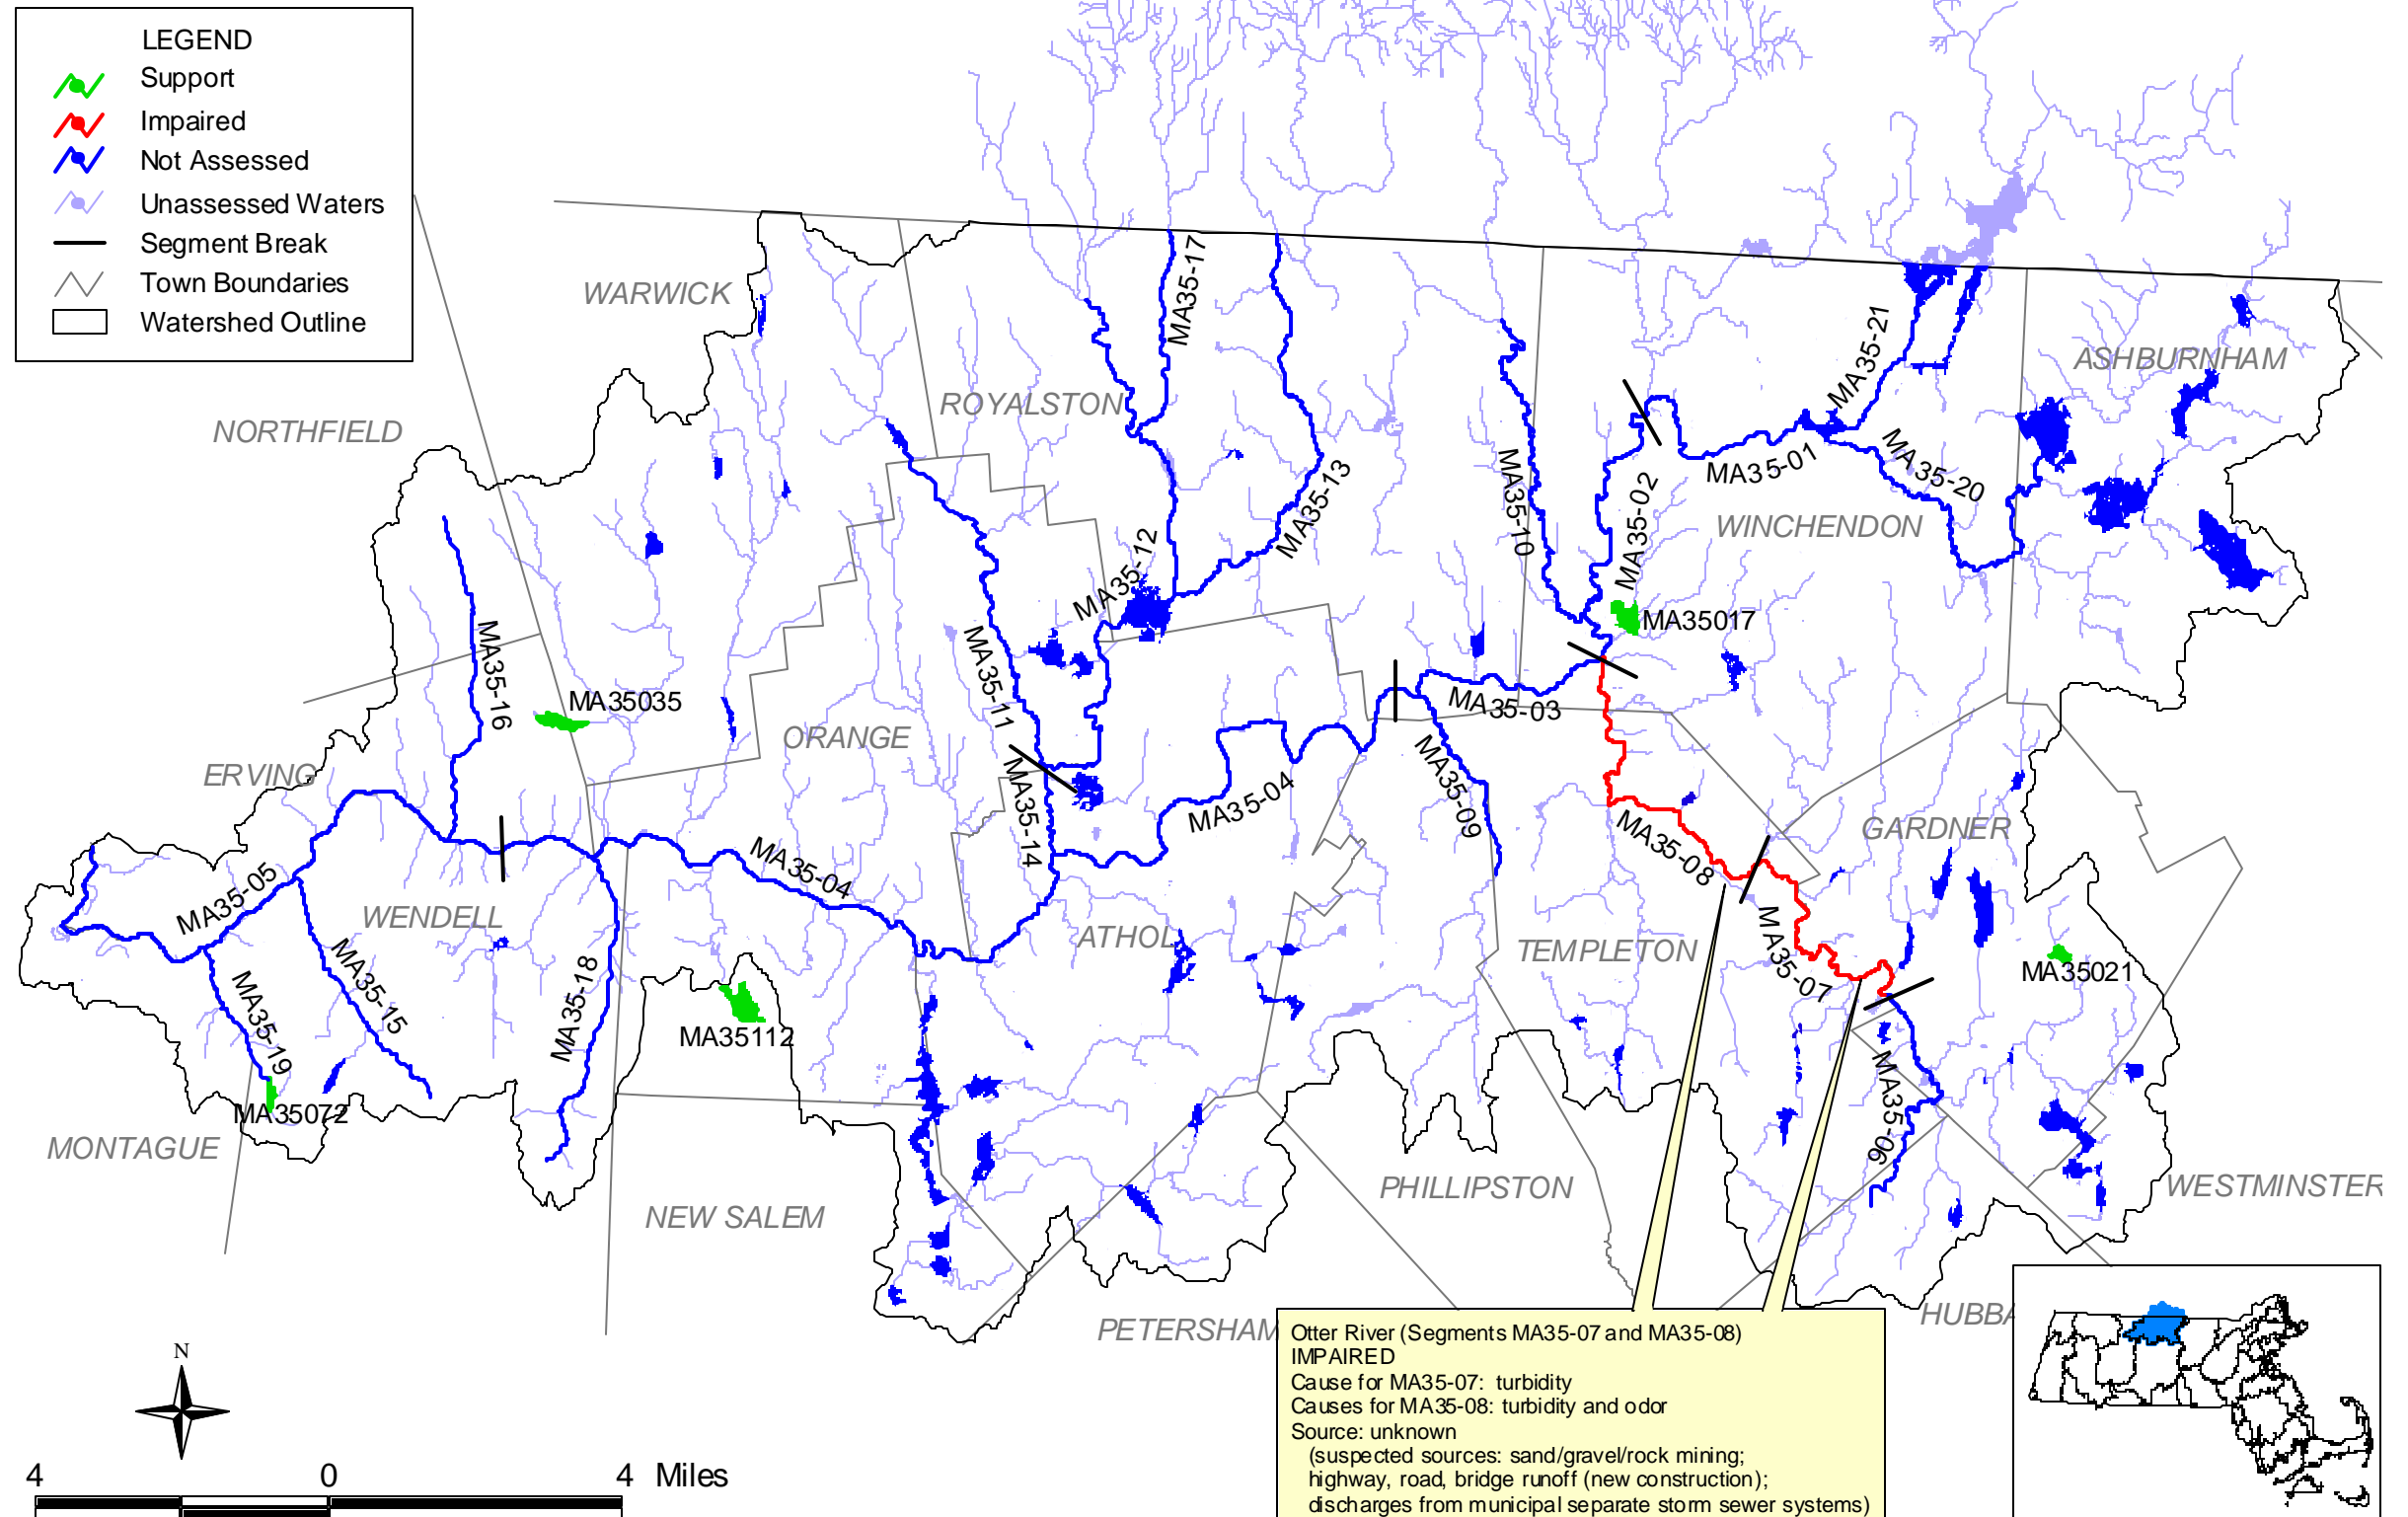 LEGEND
Support
Impaired
Not Assessed
Unassessed Waters
Segment Break
Town Boundaries
Watershed Outline
WARWICK
MA35-17
NORTHFIELD
ROYALSTON
MA35-21
ASHBURNHAM
MA35-13
MA35-10
MA35-02
MA35-01
MA35-20
WINCHENDON
MA35-12
MA35017
MA35-16
MA35035
MA35-11
ORANGE
MA35-03
ERVING
MA35-14
MA35-04
MA35-09
MA35-08
GARDNER
MA35-05
WENDELL
MA35-04
ATHOL
TEMPLETON
MA35-07
MA35021
MA35-19
MA35-15
MA35-18
MA35112
MA35072
MA35-06
MONTAGUE
NEW SALEM
PHILLIPSTON
WESTMINSTER
PETERSHAM
HUBBA
Otter River (Segments MA35-07 and MA35-08)
IMPAIRED
Cause for MA35-07: turbidity
Causes for MA35-08: turbidity and odor
Source: unknown
(suspected sources: sand/gravel/rock mining;
highway, road, bridge runoff (new construction);
discharges from municipal separate storm sewer systems)
N
4 0 4 Miles